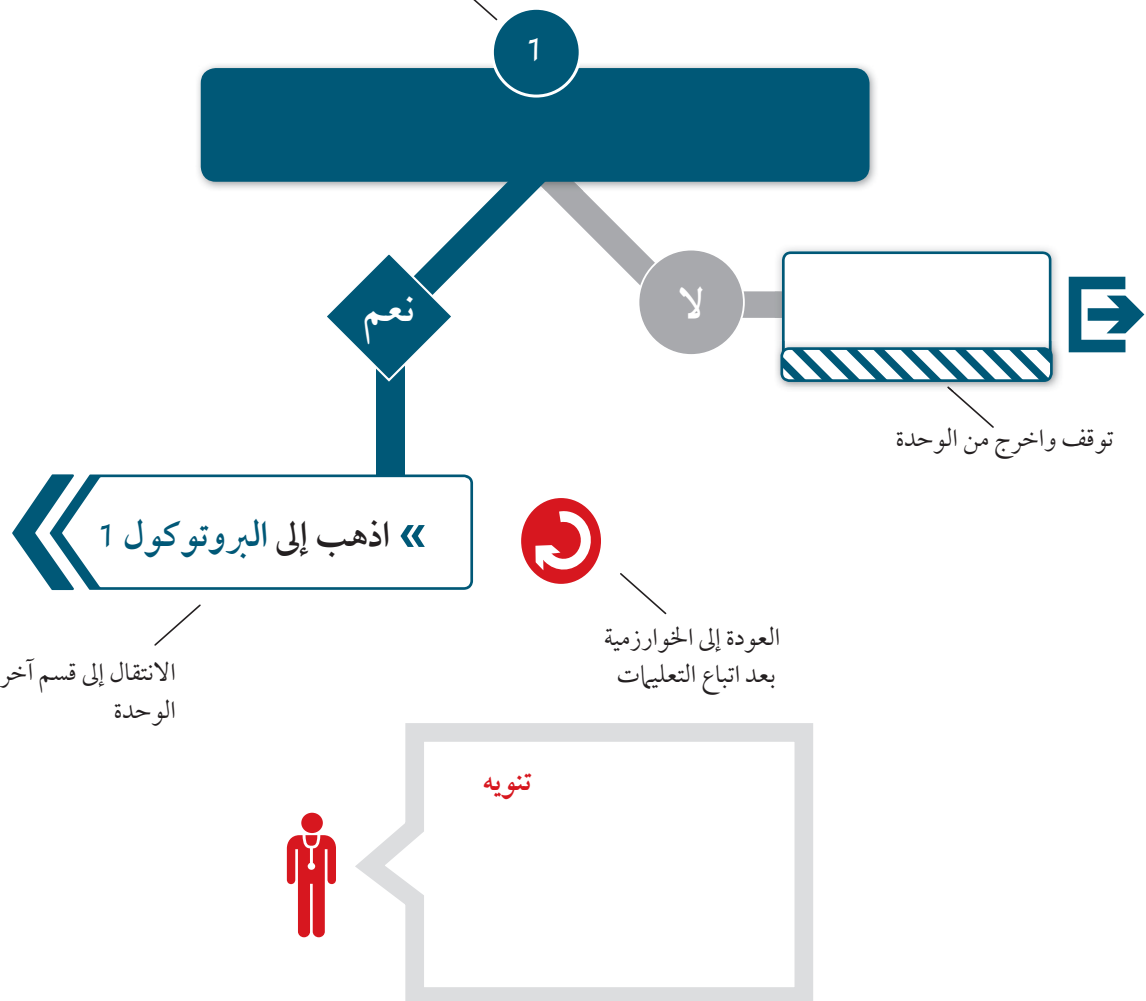 1
نعم
لا
توقف واخرج من الوحدة
» اذهب إلى البروتوكول 1
العودة إلى الخوارزمية
بعد اتباع التعليمات
الانتقال إلى قسم آخر
الوحدة
تنويه